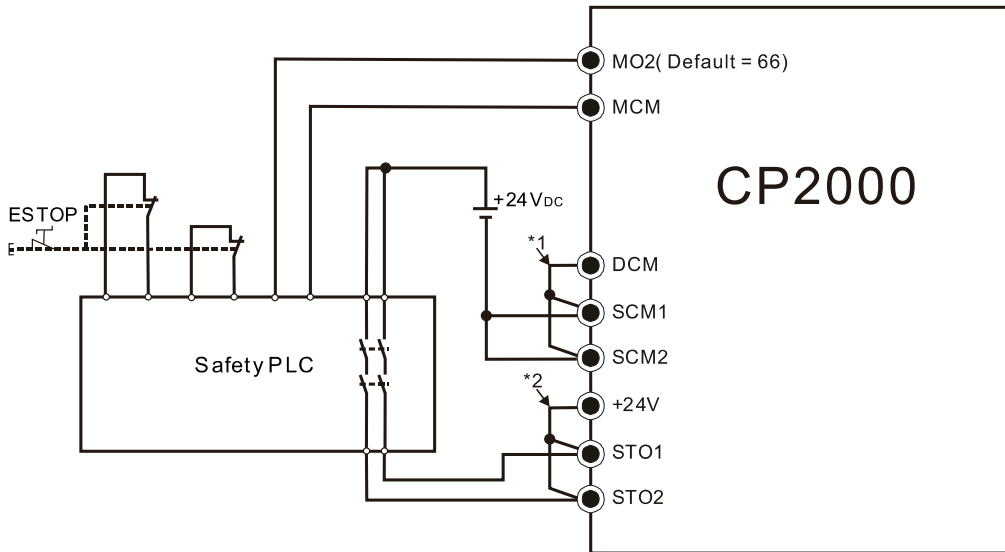 MO2( Default = 66)
MCM
CP2000
+24VDC
ESTOP
*1
DCM
SCM1
Safety PLC
SCM2
*2
+24V
STO1
STO2